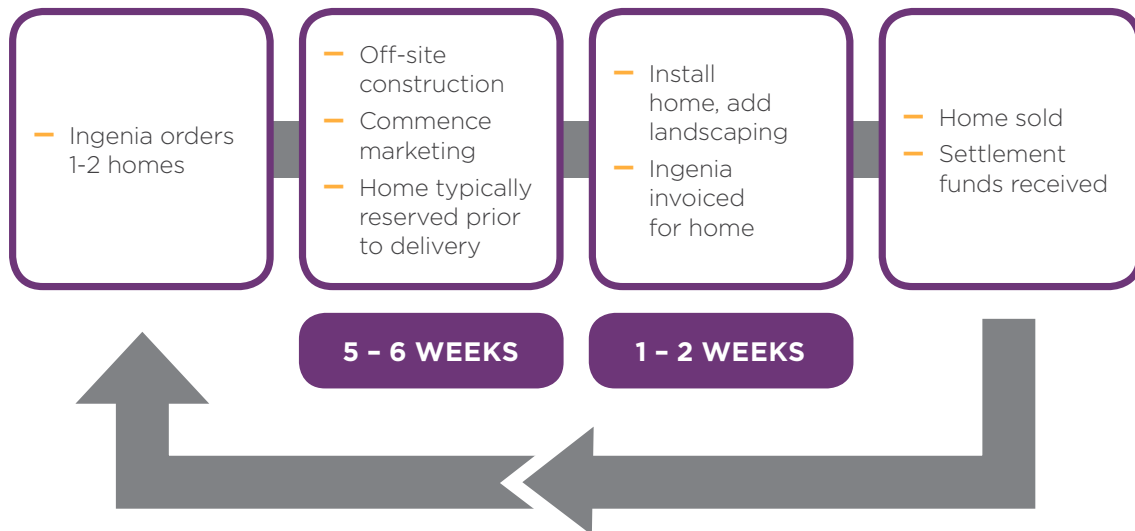 — Ingenia orders
1-2 homes
— Off-site
construction
— Commence
marketing
— Home typically
reserved prior
to delivery
— Install
home, add
landscaping
— Ingenia
invoiced
for home
— Home sold
— Settlement
funds received
5 – 6 WEEKS
1 – 2 WEEKS